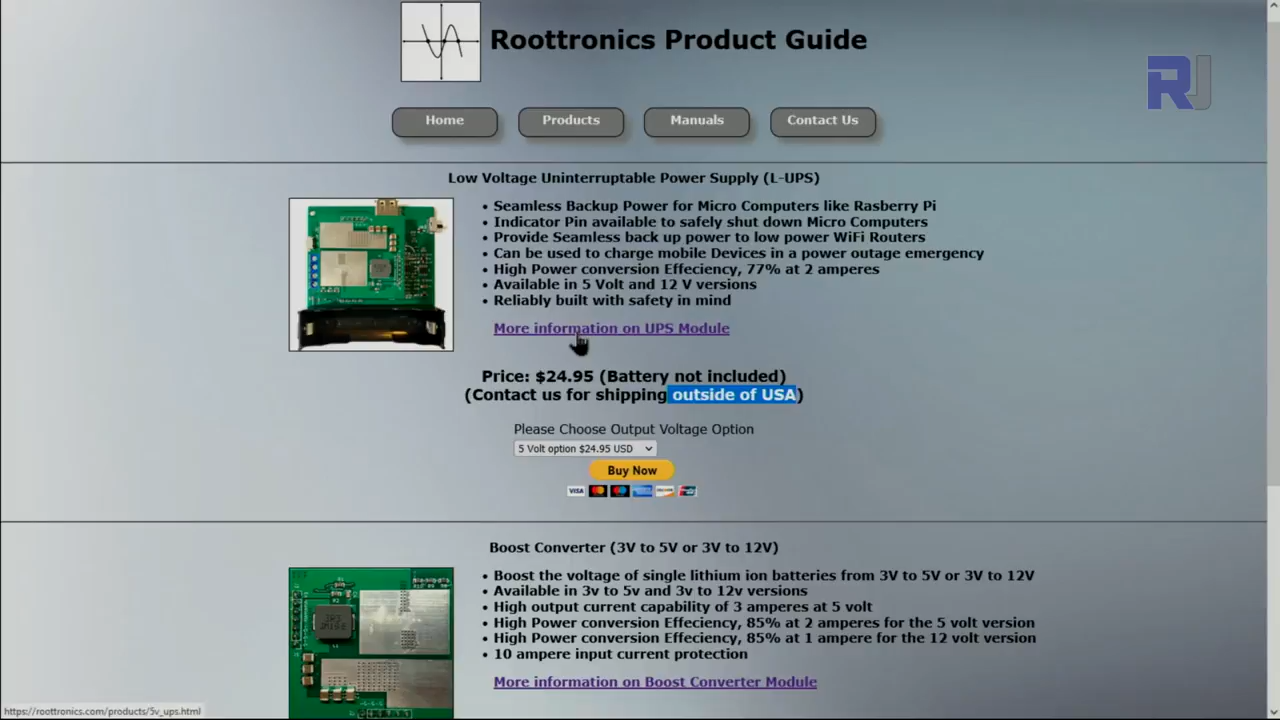 Roottronics Product Guide
RJ
Home
Products
Manuals
Contact Us
Low Voltage Uninterruptable Power Supply (L-UPS)
• Seamless Backup Power for Micro Computers like Rasberry Pi
• Indicator Pin available to safely shut down Micro Computers
• Provide Seamless back up power to low power WiFi Routers
• Can be used to charge mobile Devices in a power outage emergency
• High Power conversion Effeciency, 77% at 2 amperes
• Available in 5 Volt and 12 V versions
• Reliably built with safety in mind
More information on UPS Module
Price: $24.95 (Battery not included)
(Contact us for shipping outside of USA)
Please Choose Output Voltage Option
5 Volt option $24.95 USD
Buy Now
VISA
Boost Converter (3V to 5V or 3V to 12V)
• Boost the voltage of single lithium ion batteries from 3V to 5V or 3V to 12V
• Available in 3v to 5v and 3v to 12v versions
• High output current capability of 3 amperes at 5 volt
• High Power conversion Effeciency, 85% at 2 amperes for the 5 volt version
• High Power conversion Effeciency, 85% at 1 ampere for the 12 volt version
• 10 ampere input current protection
More information on Boost Converter Module
https://roottronics.com/products/5v_ups.html